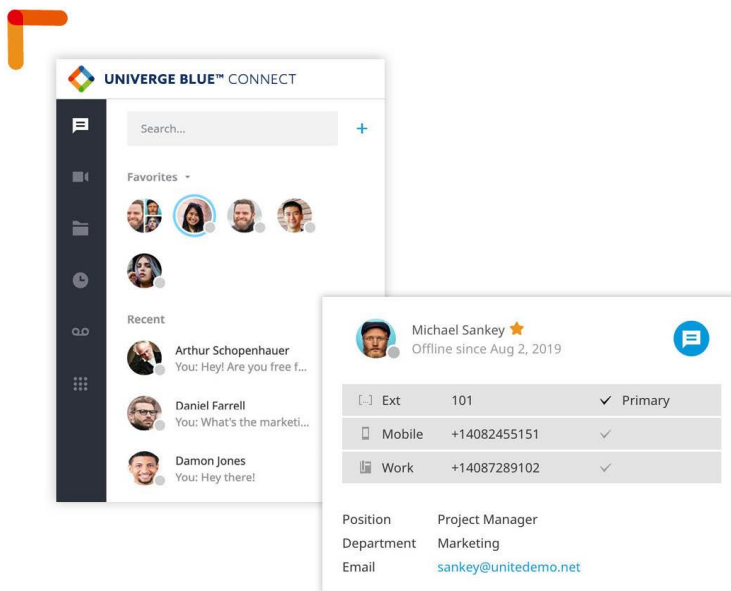 UNIVERGE BLUE™ CONNECT
Search...
+
Favorites
Recent
Arthur Schopenhauer
You: Hey! Are you free f...
Daniel Farrell
You: What's the marketi...
Damon Jones
You: Hey there!
Michael Sankey
Offline since Aug 2, 2019
[...] Ext 101 Primary
Mobile +14082455151
Work +14087289102
Position Project Manager
Department Marketing
Email sankey@unitedemo.net